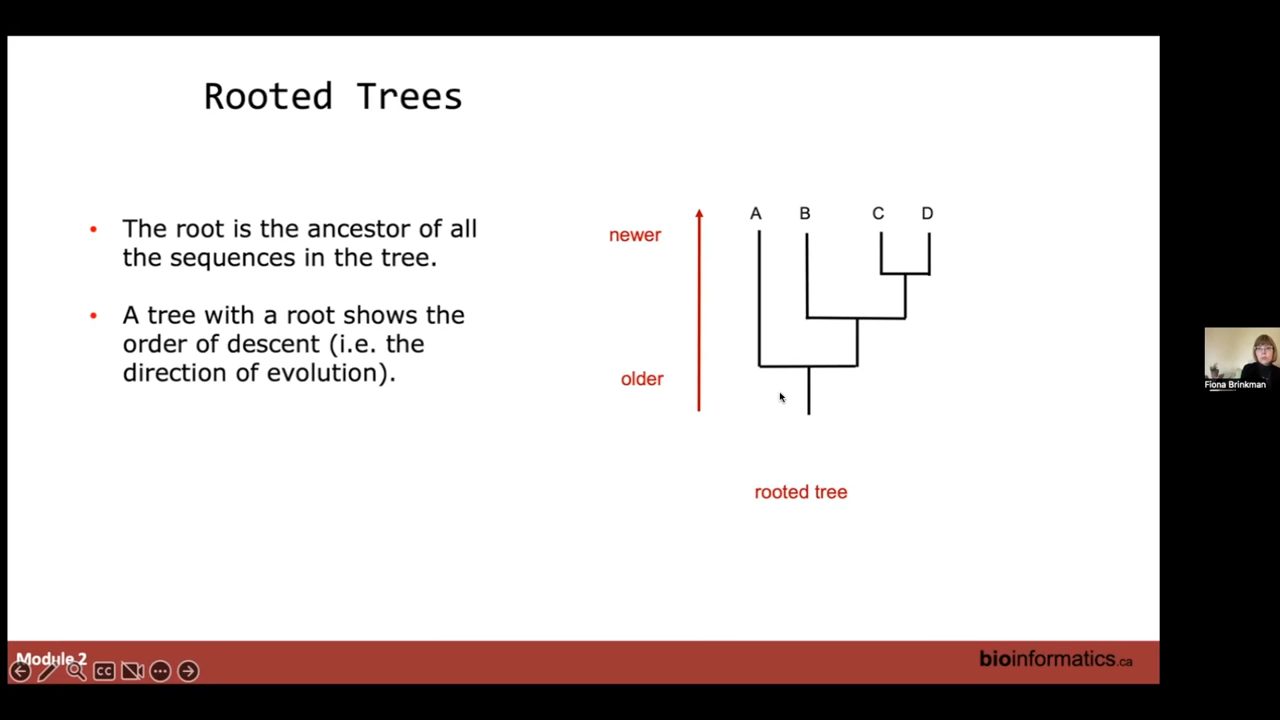 Rooted Trees
• The root is the ancestor of all
the sequences in the tree.
• A tree with a root shows the
order of descent (i.e. the
direction of evolution).
A B C D
newer
older
rooted tree
Fiona Brinkman
Module 2
CC
bioinformatics.ca